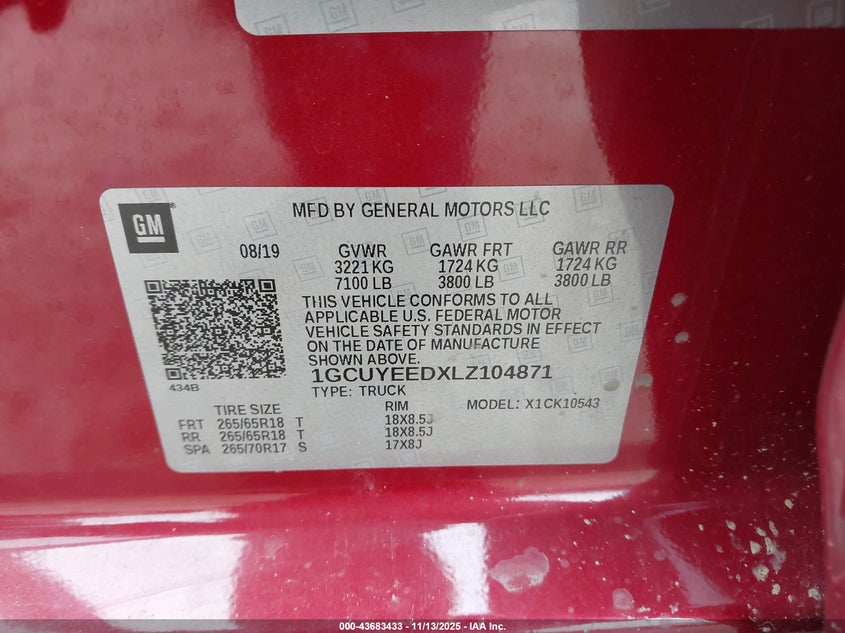 GM
MFD BY GENERAL MOTORS LLC
08/19 GVWR GAWR FRT GAWR RR
3221 KG 1724 KG 1724 KG
7100 LB 3800 LB 3800 LB
THIS VEHICLE CONFORMS TO ALL
APPLICABLE U.S. FEDERAL MOTOR
VEHICLE SAFETY STANDARDS IN EFFECT
ON THE DATE OF MANUFACTURE
SHOWN ABOVE.
434B
1GCUYEEDXLZ104871
TYPE: TRUCK
TIRE SIZE RIM MODEL: X1CK10543
FRT 265/65R18 T 18X8.5J
RR 265/65R18 T 18X8.5J
SPA 265/70R17 S 17X8J
000-43683433 - 11/13/2025 - IAA Inc.